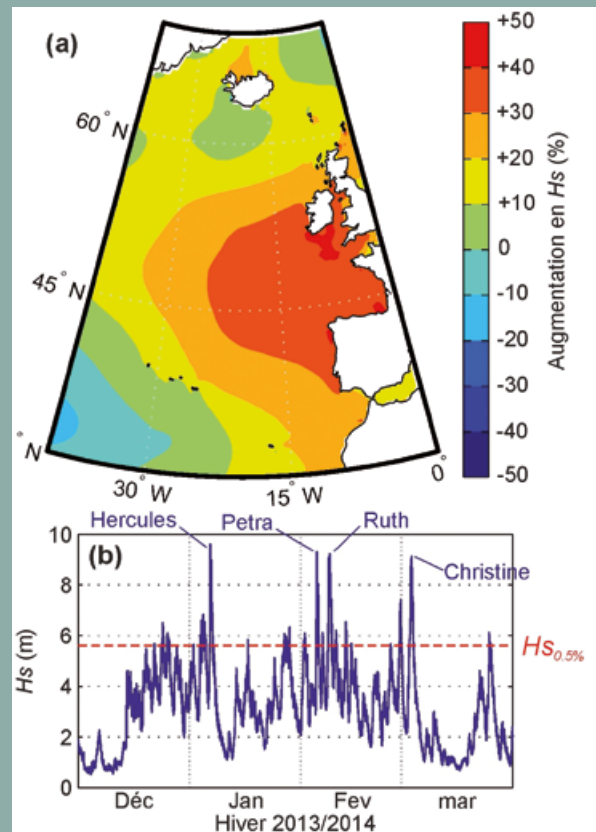 (a)
60° N
45° N
° N
30° W
15° W
0°
+50
+40
+30
+20
+10
0
-10
-20
-30
-40
-50
Augmentation en Hs (%)
(b)
Hercules
Petra
Ruth
Christine
10
8
6
4
2
0
Hs (m)
Hs0.5%
Déc
Jan
Fev
mar
Hiver 2013/2014